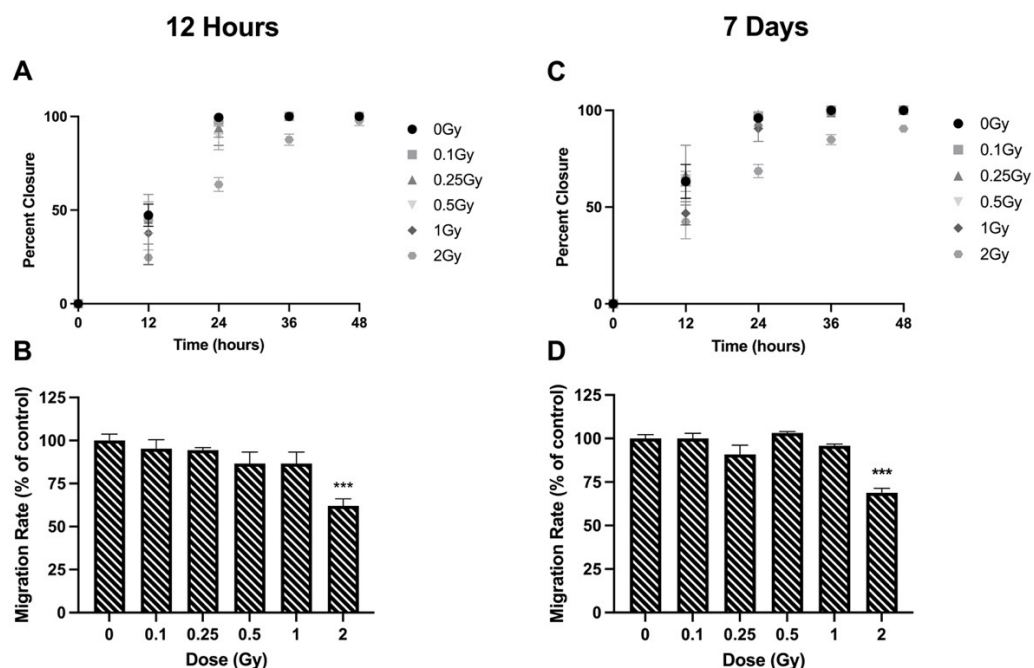 12 Hours
7 Days
A
Percent Closure
100
50
0
0 12 24 36 48
Time (hours)
0Gy
0.1Gy
0.25Gy
0.5Gy
1Gy
2Gy
C
Percent Closure
100
50
0
0 12 24 36 48
Time (hours)
0Gy
0.1Gy
0.25Gy
0.5Gy
1Gy
2Gy
B
Migration Rate (% of control)
125
100
75
50
25
0
***
0 0.1 0.25 0.5 1 2
Dose (Gy)
D
Migration Rate (% of control)
125
100
75
50
25
0
***
0 0.1 0.25 0.5 1 2
Dose (Gy)